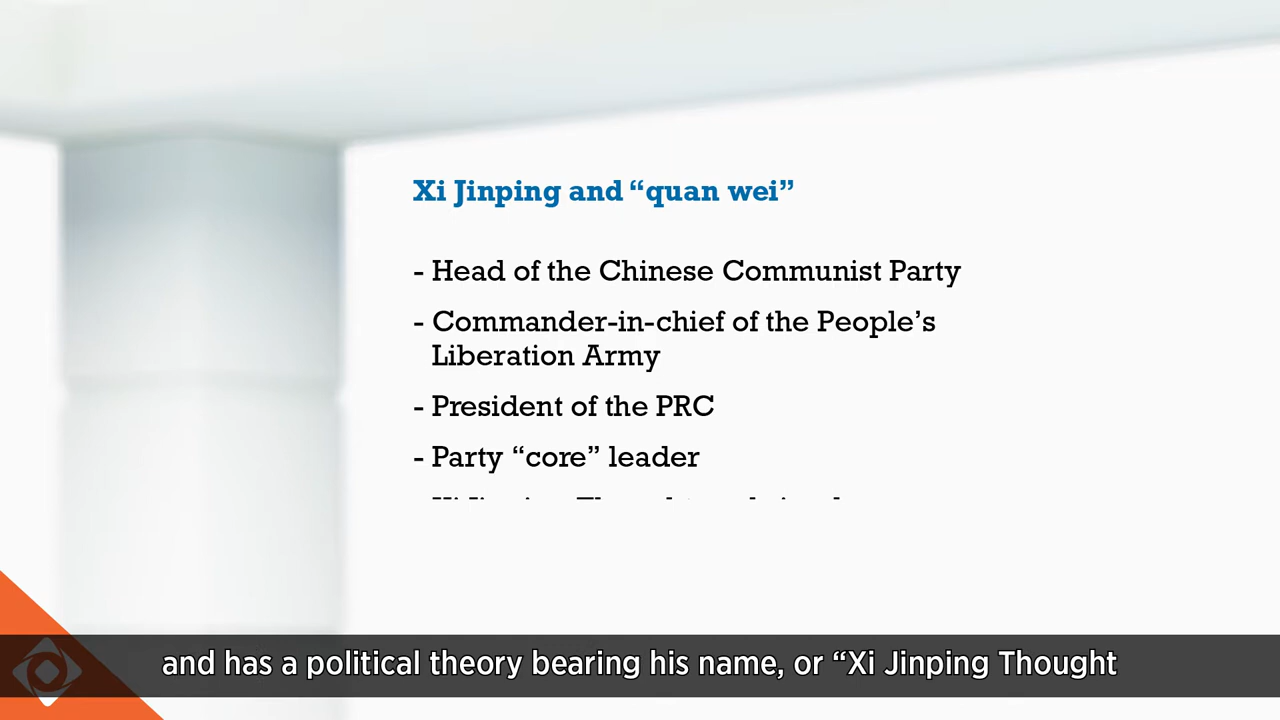 Xi Jinping and “quan wei”
- Head of the Chinese Communist Party
- Commander-in-chief of the People’s
Liberation Army
- President of the PRC
- Party “core” leader
and has a political theory bearing his name, or “Xi Jinping Thought